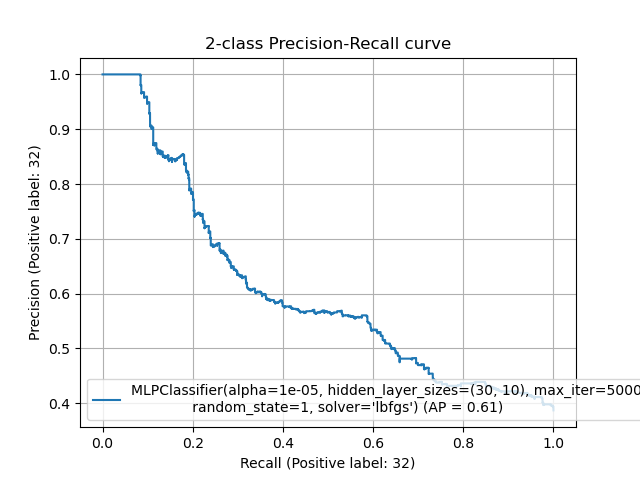 2-class Precision-Recall curve
1.0
0.9
0.8
0.7
0.6
0.5
0.4
Precision (Positive label: 32)
MLPClassifier(alpha=1e-05, hidden_layer_sizes=(30, 10), max_iter=5000
random_state=1, solver='lbfgs') (AP = 0.61)
0.0 0.2 0.4 0.6 0.8 1.0
Recall (Positive label: 32)